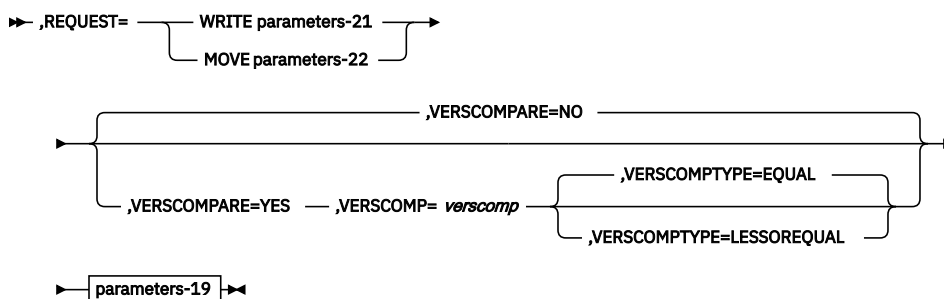 ,REQUEST= WRITE parameters-21
MOVE parameters-22
,VERSCOMPARE=NO
,VERSCOMPTYPE=EQUAL
,VERSCOMPARE=YES ,VERSCOMP= verscomp
,VERSCOMPTYPE=LESSOREQUAL
parameters-19